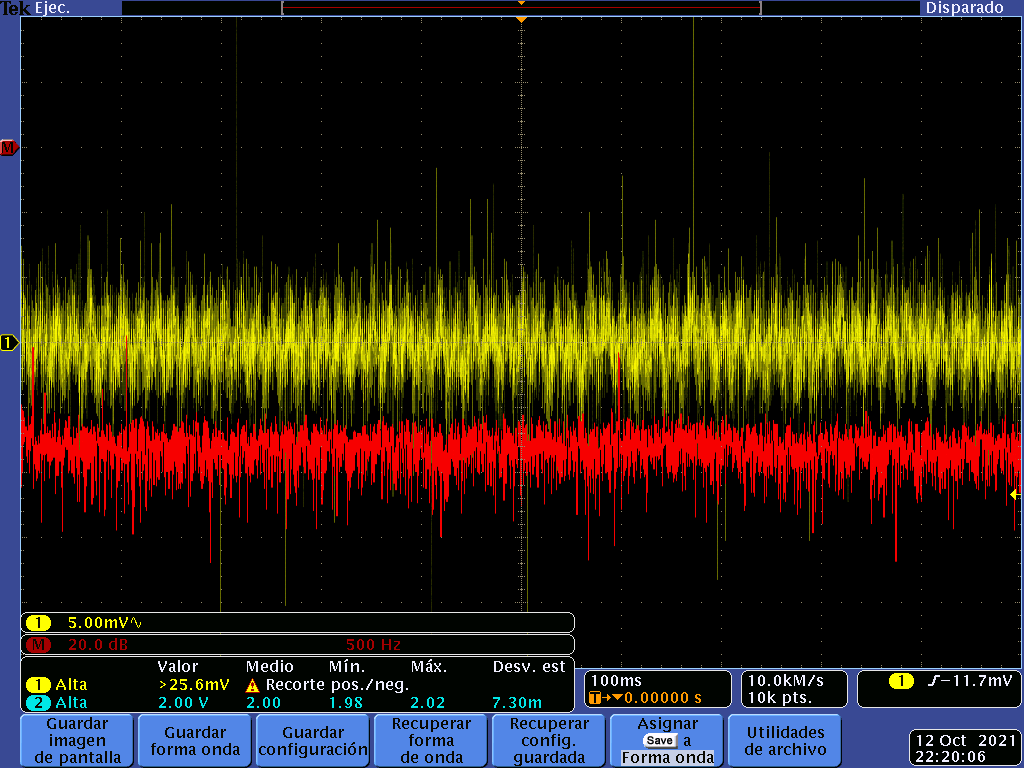 Tek Ejec.
Disparado
M
1
1 5.00mV∿
M 20.0 dB 500 Hz
Valor Medio Mín. Máx. Desv. est
1 Alta >25.6mV Recorte pos./neg.
2 Alta 2.00 V 2.00 1.98 2.02 7.30m
100ms
T→▼0.00000 s
10.0kM/s
10k pts.
1 ∫ −11.7mV
Guardar
imagen
de pantalla
Guardar
forma onda
Guardar
configuración
Recuperar
forma
de onda
Recuperar
config.
guardada
Asignar
Save a
Forma onda
Utilidades
de archivo
12 Oct 2021
22:20:06